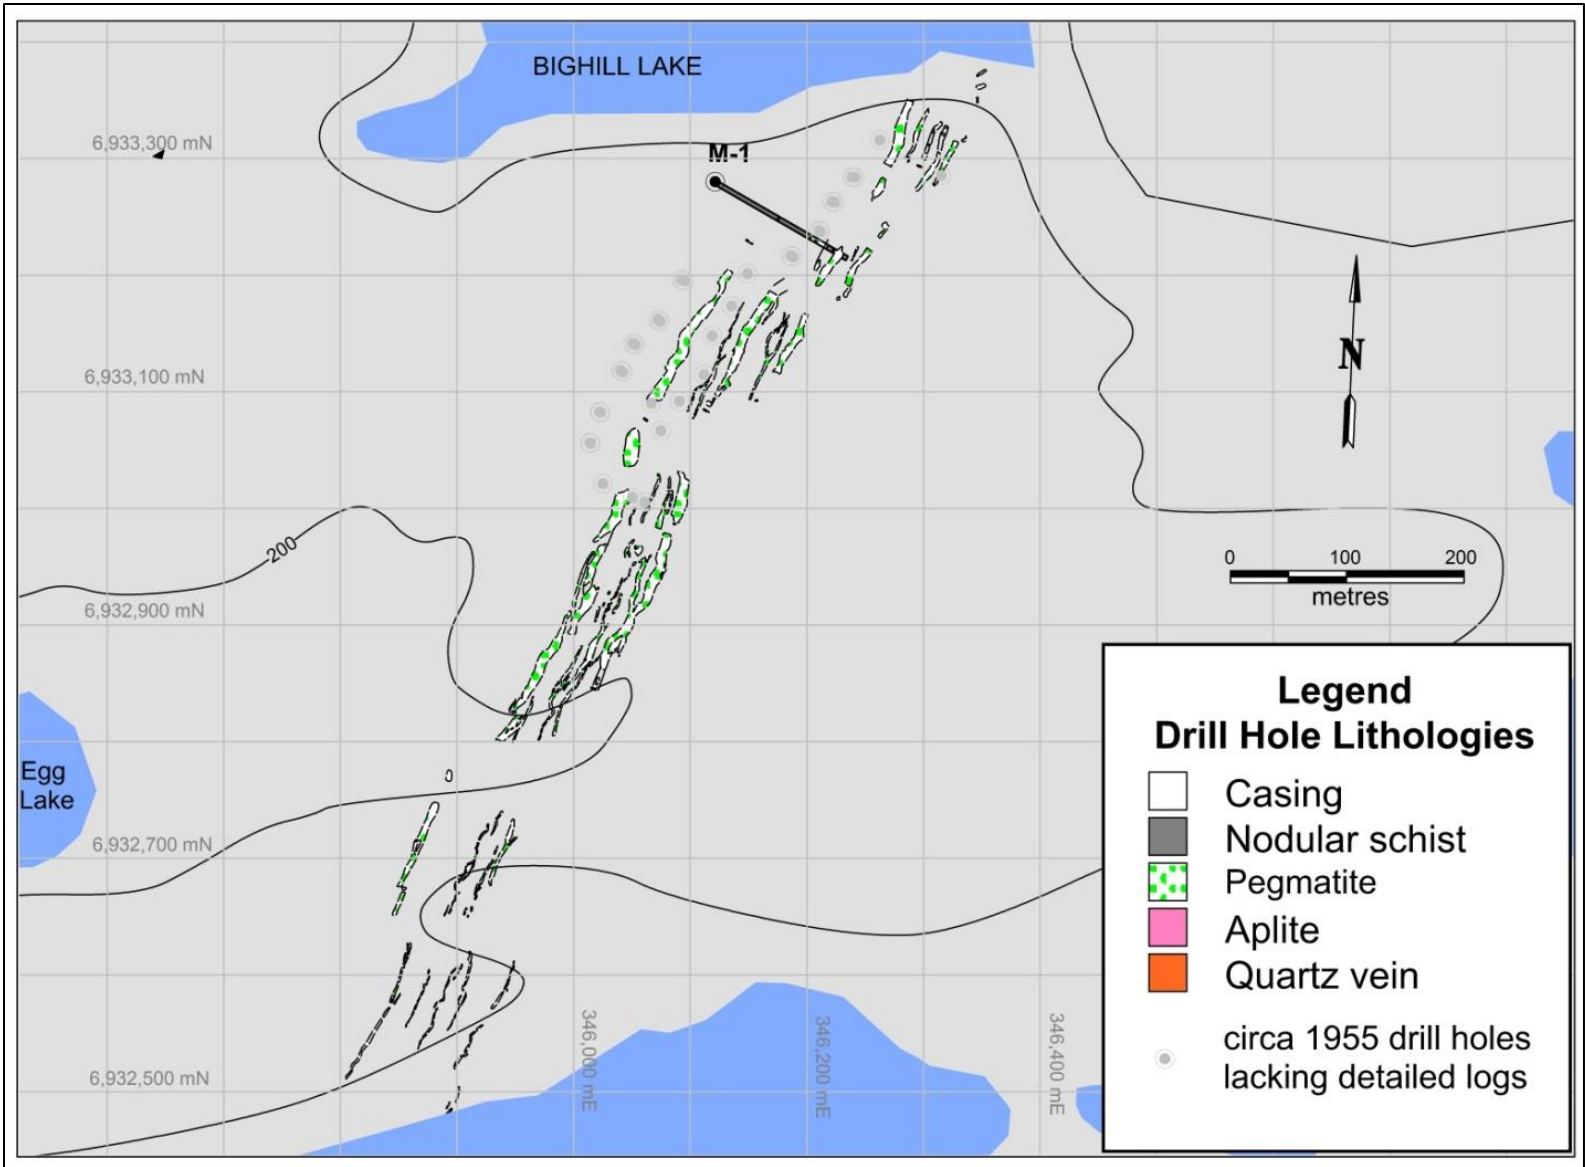 BIGHILL LAKE
6,933,300 mN
M-1
6,933,100 mN
N
200
0 100 200
metres
6,932,900 mN
Egg
Lake
6,932,700 mN
6,932,500 mN
346,000 mE
346,200 mE
346,400 mE
Legend
Drill Hole Lithologies
Casing
Nodular schist
Pegmatite
Aplite
Quartz vein
circa 1955 drill holes
lacking detailed logs